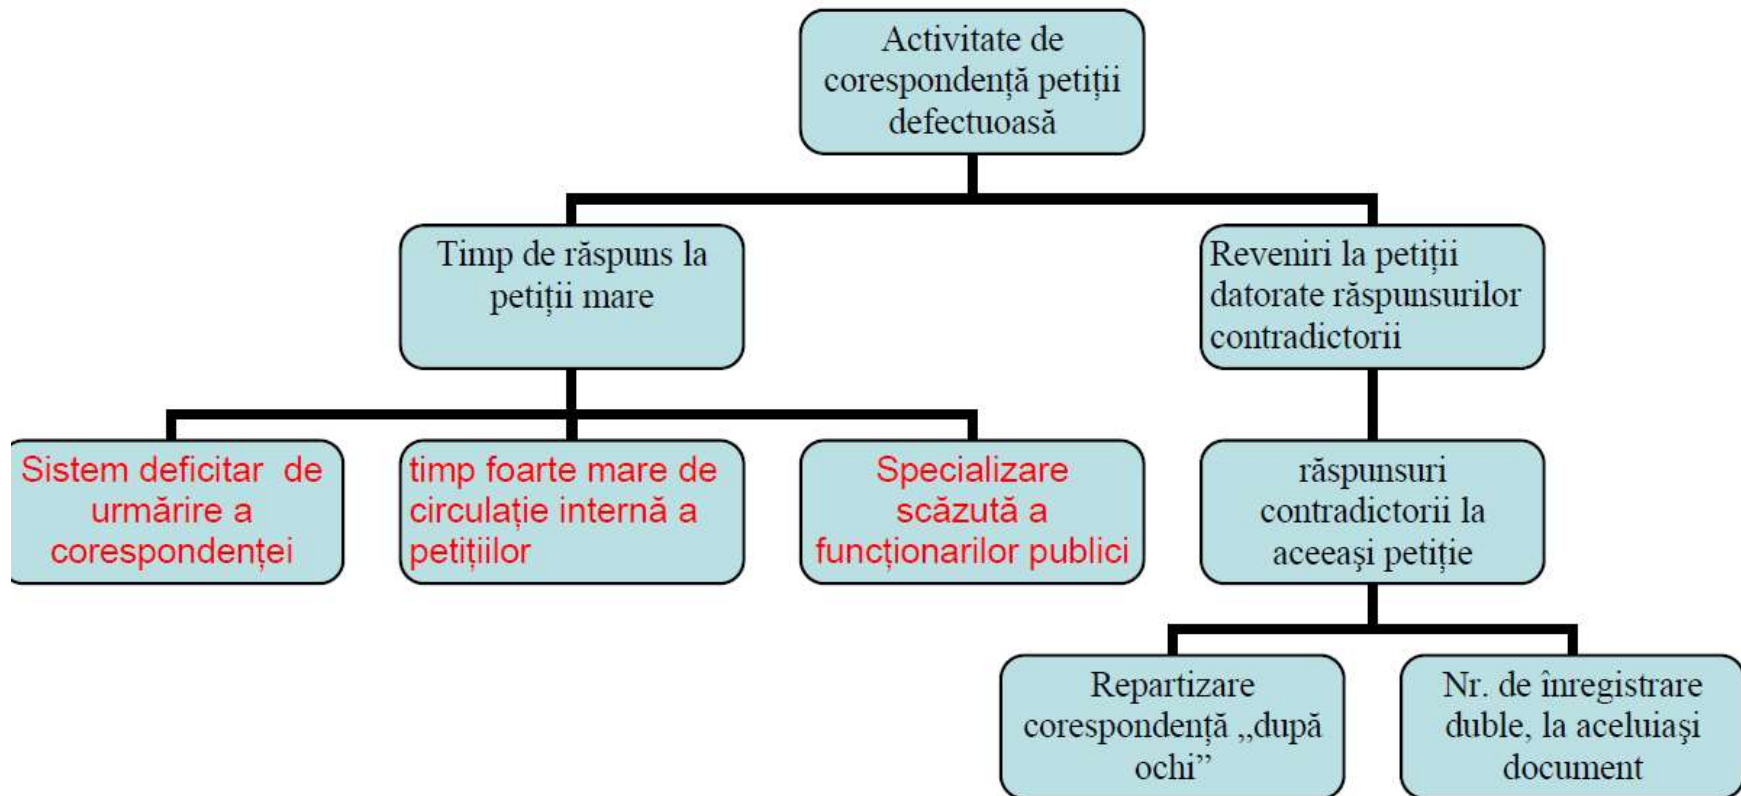 Activitate de
corespondență petiții
defectuoasă
Timp de răspuns la
petiții mare
Reveniri la petiții
datorate răspunsurilor
contradictorii
Sistem deficitar  de
urmărire a
corespondenței
timp foarte mare de
circulație internă a
petițiilor
Specializare
scăzută a
funcționarilor publici
răspunsuri
contradictorii la
aceeaşi petiție
Repartizare
corespondență „după
ochi”
Nr. de înregistrare
duble, la aceluiaşi
document